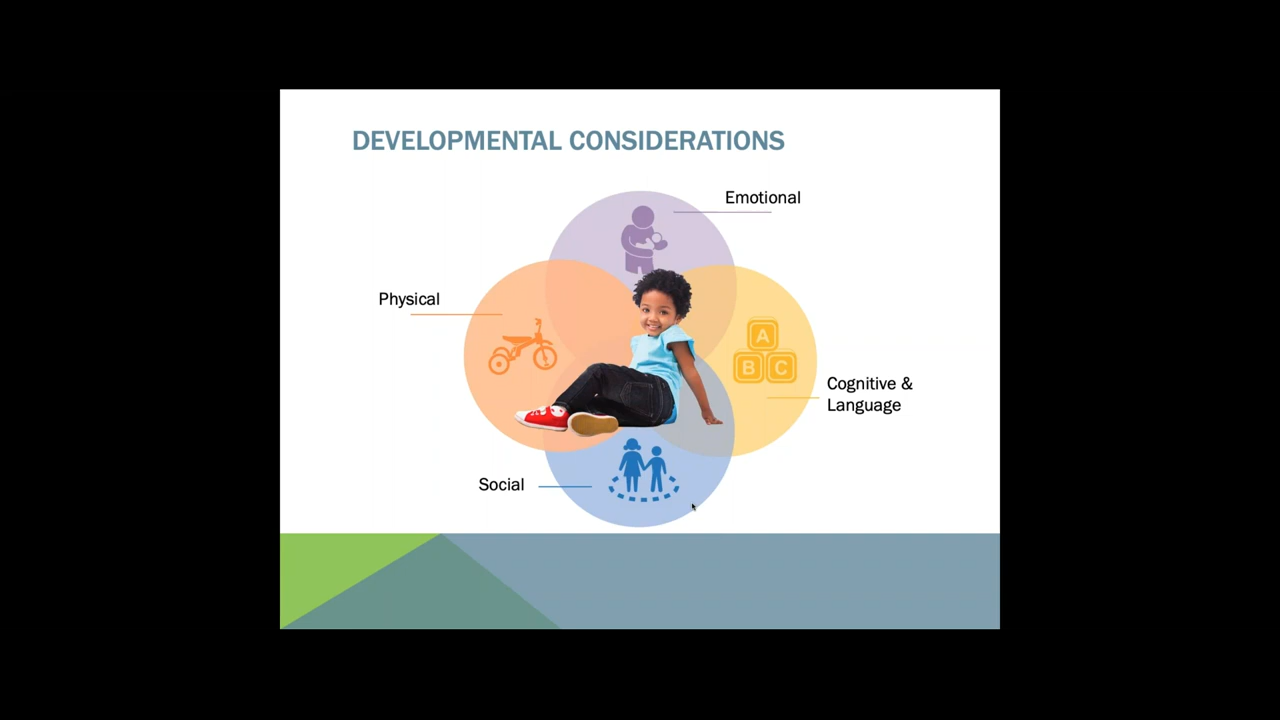 DEVELOPMENTAL CONSIDERATIONS
Emotional
Physical
A
B C
Cognitive &
Language
Social